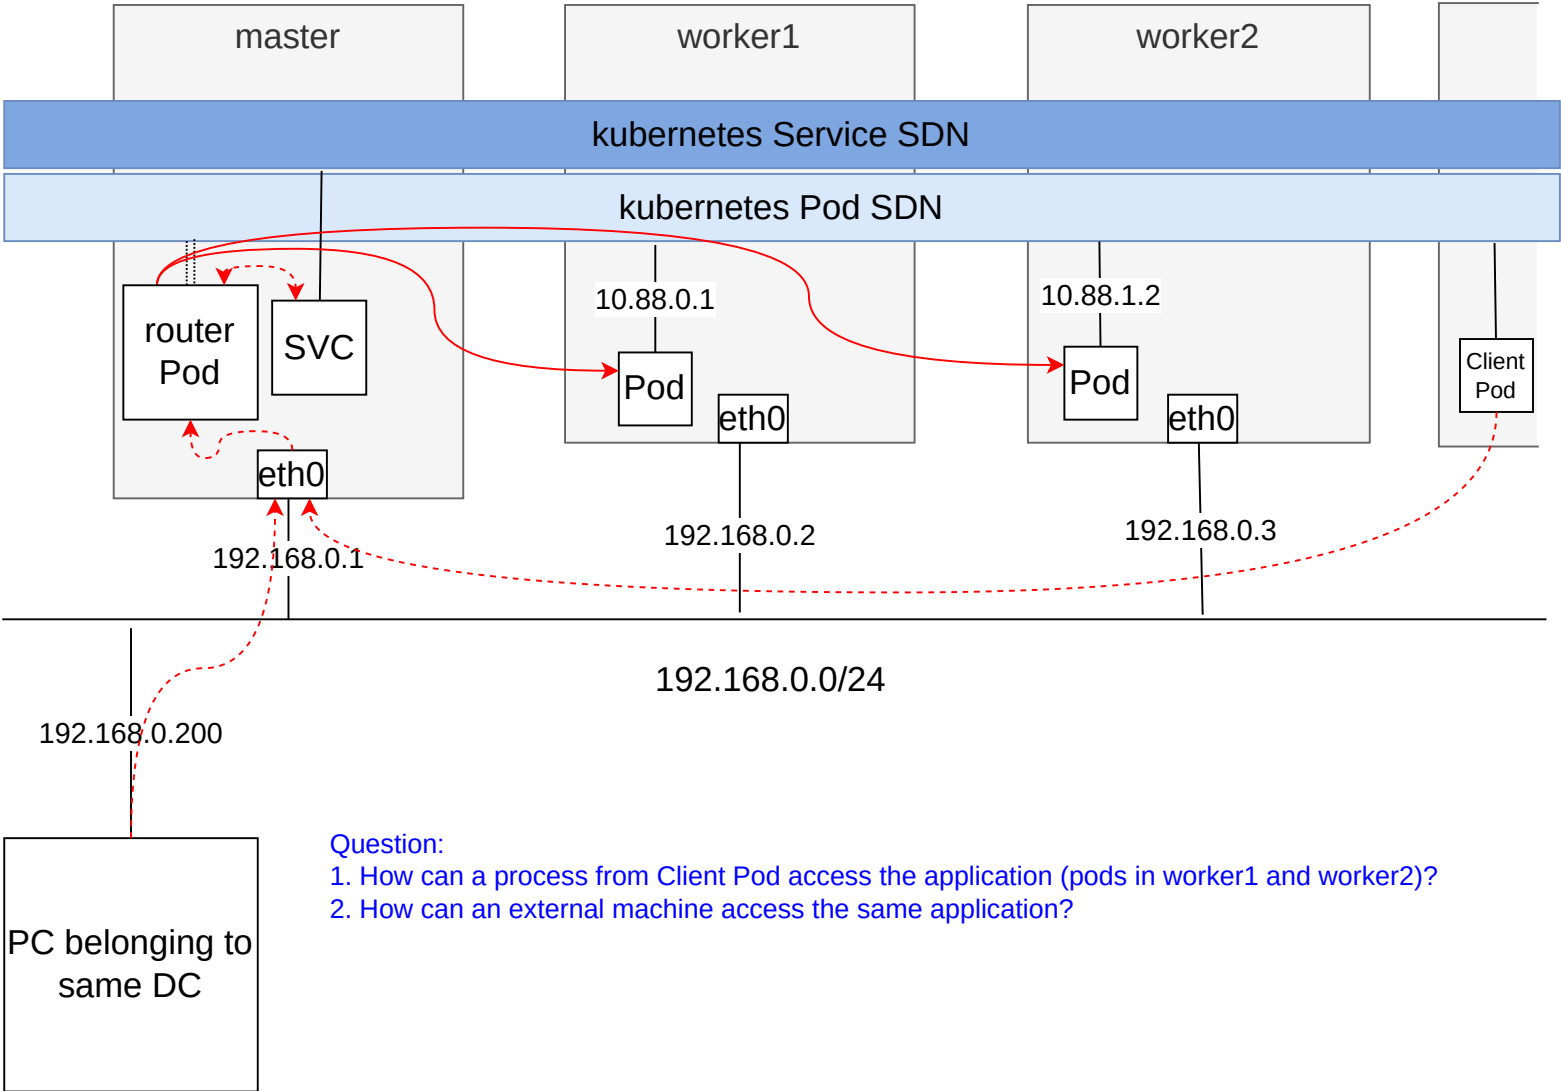 master
worker1
worker2
kubernetes Service SDN
kubernetes Pod SDN
router
Pod
SVC
10.88.0.1
10.88.1.2
Pod
Pod
Client
Pod
eth0
eth0
eth0
192.168.0.1
192.168.0.2
192.168.0.3
192.168.0.0/24
192.168.0.200
Question:
1. How can a process from Client Pod access the application (pods in worker1 and worker2)?
2. How can an external machine access the same application?
PC belonging to
same DC